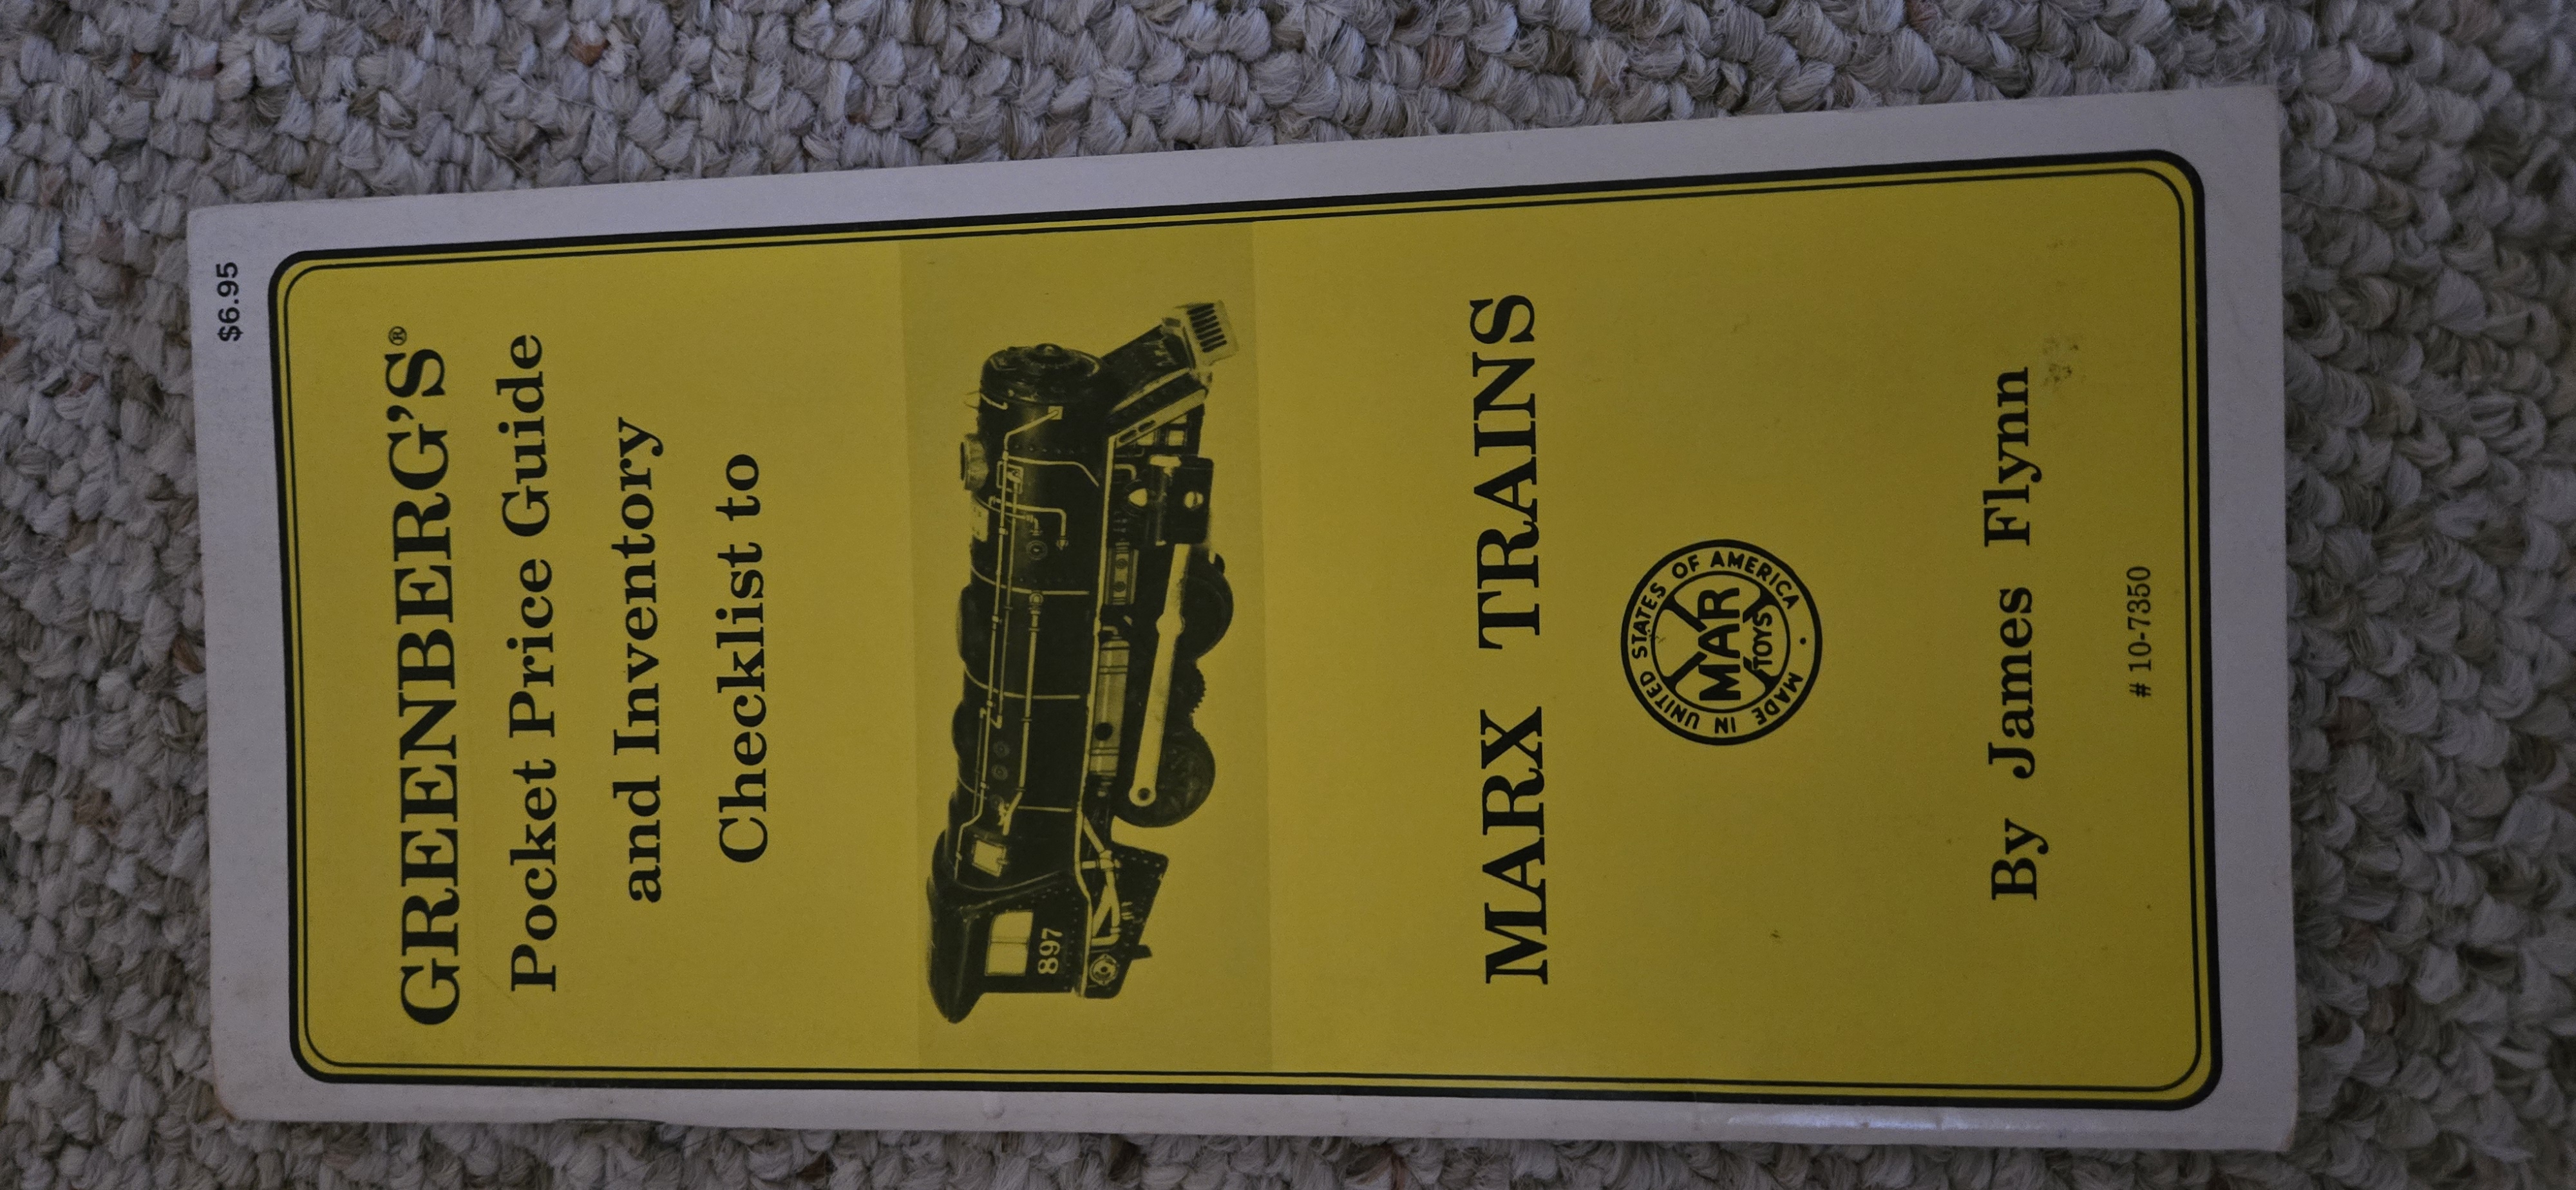 $6.95
GREENBERG'S®
Pocket Price Guide
and Inventory
Checklist to
897
MARX TRAINS
MADE IN UNITED STATES OF AMERICA
MAR
TOYS
By James Flynn
# 10-7350